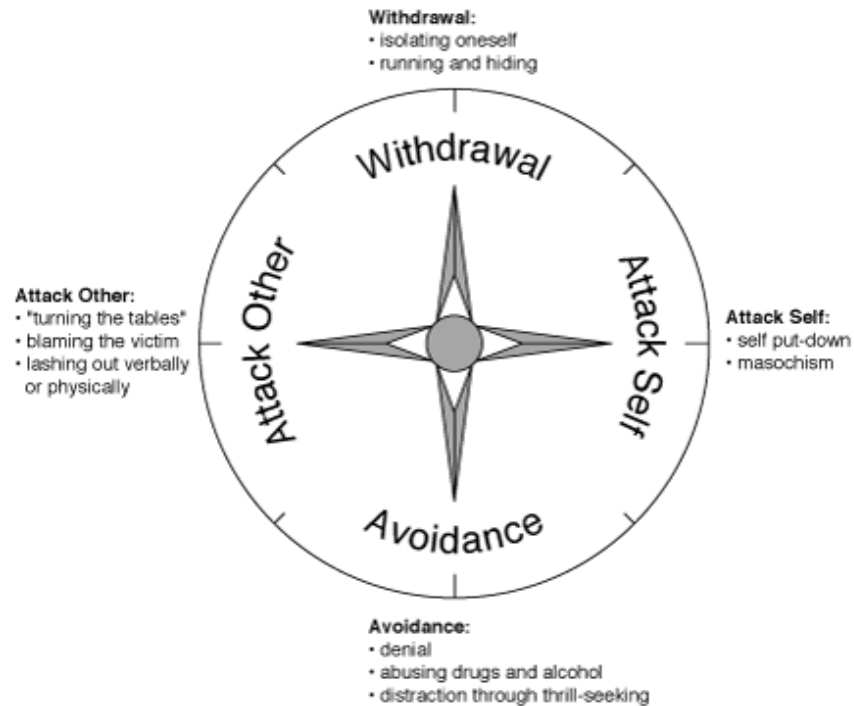 Withdrawal:
• isolating oneself
• running and hiding
Withdrawal
Attack Other:
• "turning the tables"
• blaming the victim
• lashing out verbally
or physically
Attack Other
Attack Self
Attack Self:
• self put-down
• masochism
Avoidance
Avoidance:
• denial
• abusing drugs and alcohol
• distraction through thrill-seeking